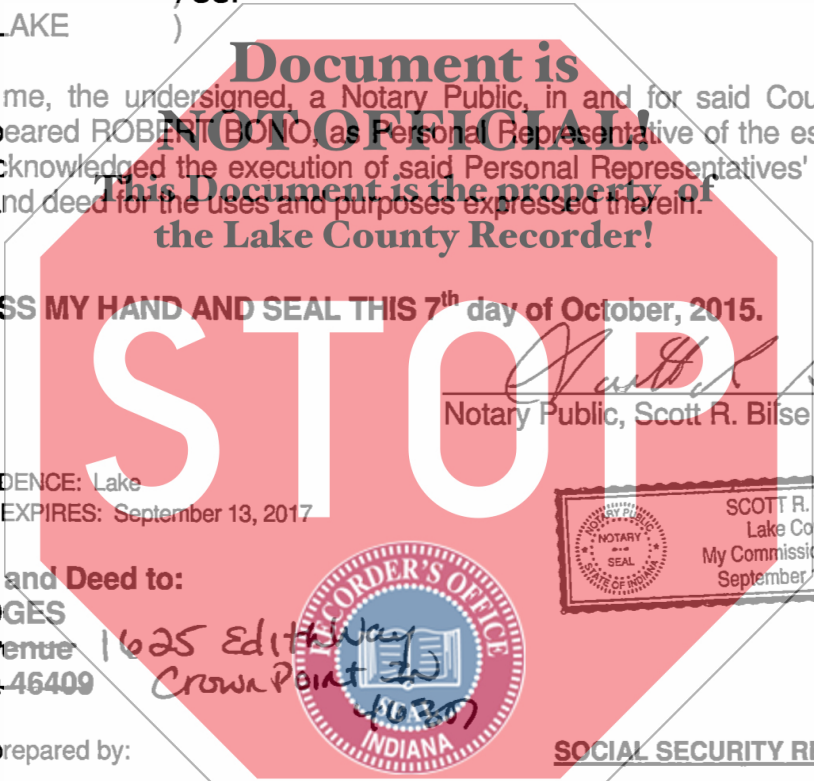 LAKE )
Document is
me, the undersigned, a Notary Public, in and for said Cou
peared ROBERT BONO, as Personal Representative of the es
NOT OFFICIAL!
cknowledged the execution of said Personal Representatives'
This Document is the property of
nd deed for the uses and purposes expressed therein.
the Lake County Recorder!
SS MY HAND AND SEAL THIS 7th day of October, 2015.
STOP
Notary Public, Scott R. Bilse
DENCE: Lake
EXPIRES: September 13, 2017
NOTARY PUBLIC
NOTARY
SEAL
STATE OF INDIANA
SCOTT R.
Lake Co
My Commissio
September
and Deed to:
GES
enue 1625 Edith Way
46409 Crown Point IN
RECORDER'S OFFICE
SEAL
INDIANA
prepared by:
SOCIAL SECURITY RE